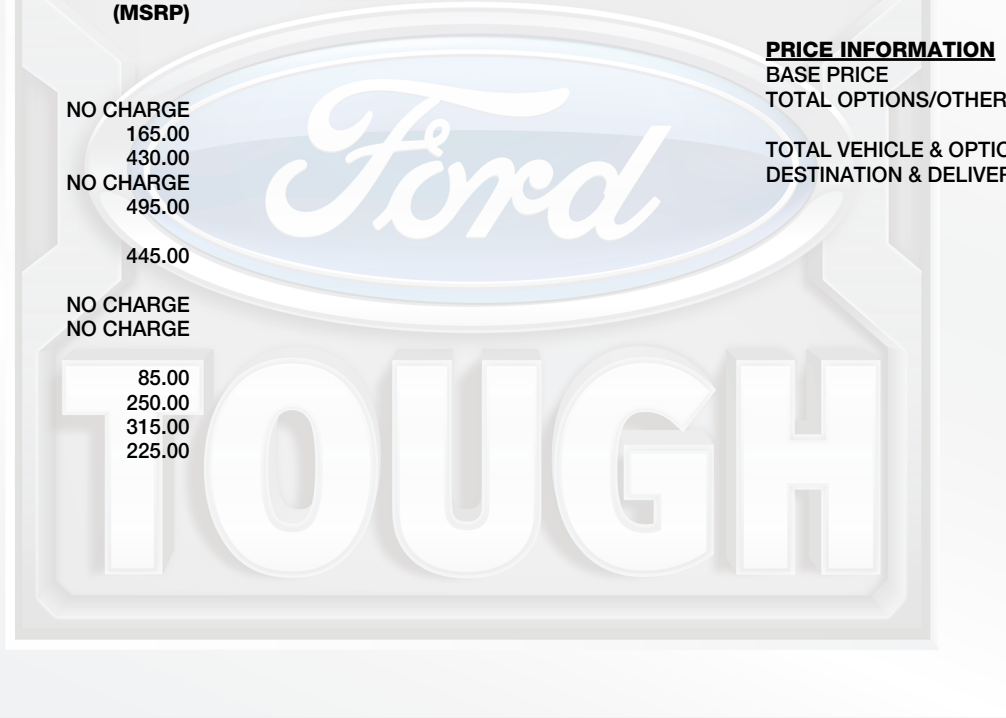 (MSRP)
NO CHARGE
165.00
430.00
NO CHARGE
495.00
445.00
NO CHARGE
NO CHARGE
85.00
250.00
315.00
225.00
PRICE INFORMATION
BASE PRICE
TOTAL OPTIONS/OTHER
TOTAL VEHICLE & OPTIO
DESTINATION & DELIVER
Ford
TOUGH